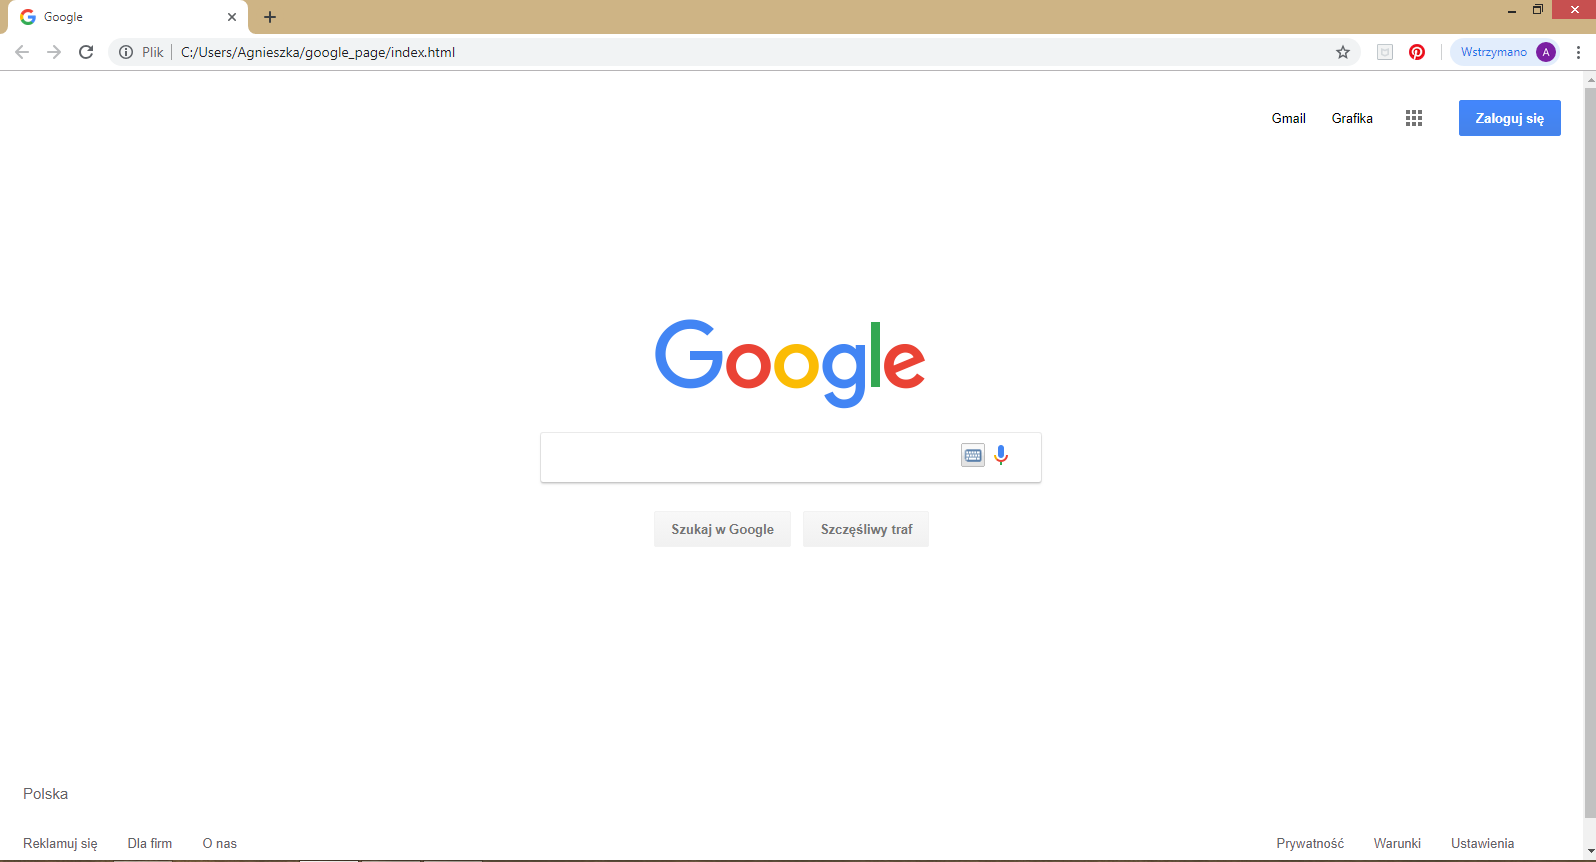 Google
Plik C:/Users/Agnieszka/google_page/index.html Wstrzymano A
Gmail Grafika Zaloguj się
Google
Szukaj w Google Szczęśliwy traf
Polska
Reklamuj się Dla firm O nas Prywatność Warunki Ustawienia